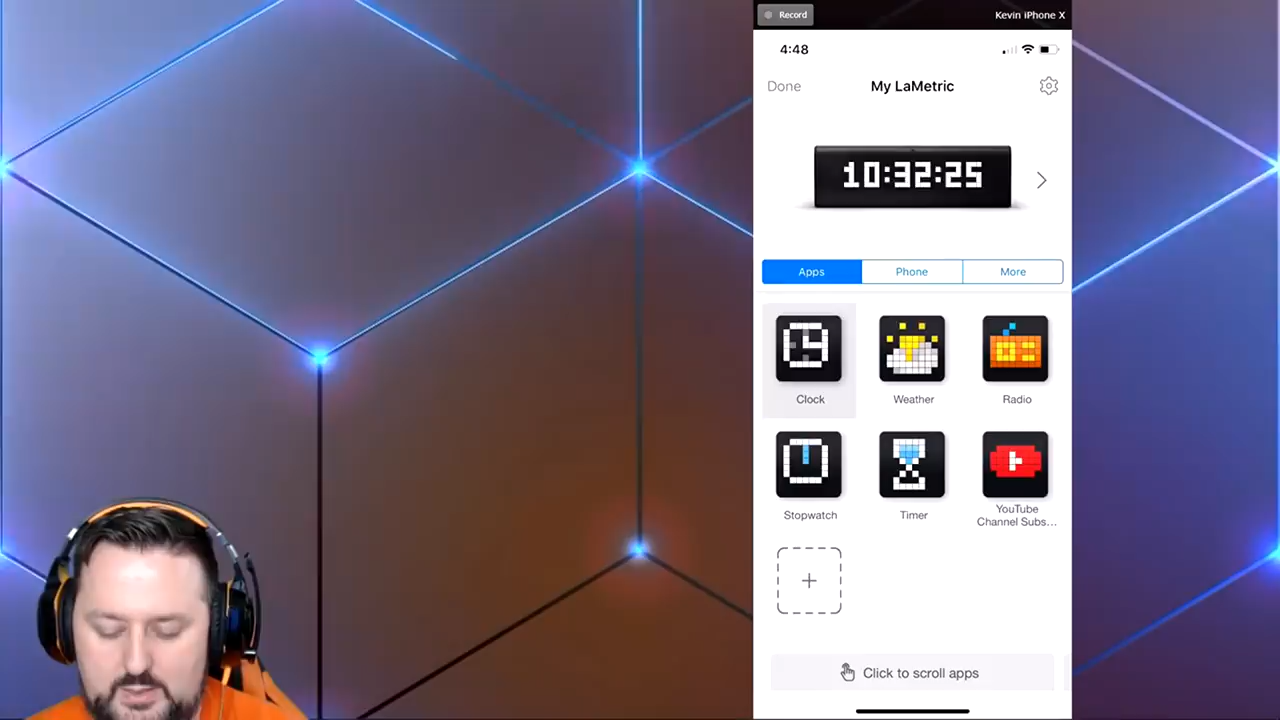 Record
Kevin iPhone X
4:48
Done
My LaMetric
10:32:25
Apps
Phone
More
Clock
Weather
Radio
Stopwatch
Timer
YouTube
Channel Subs...
Click to scroll apps